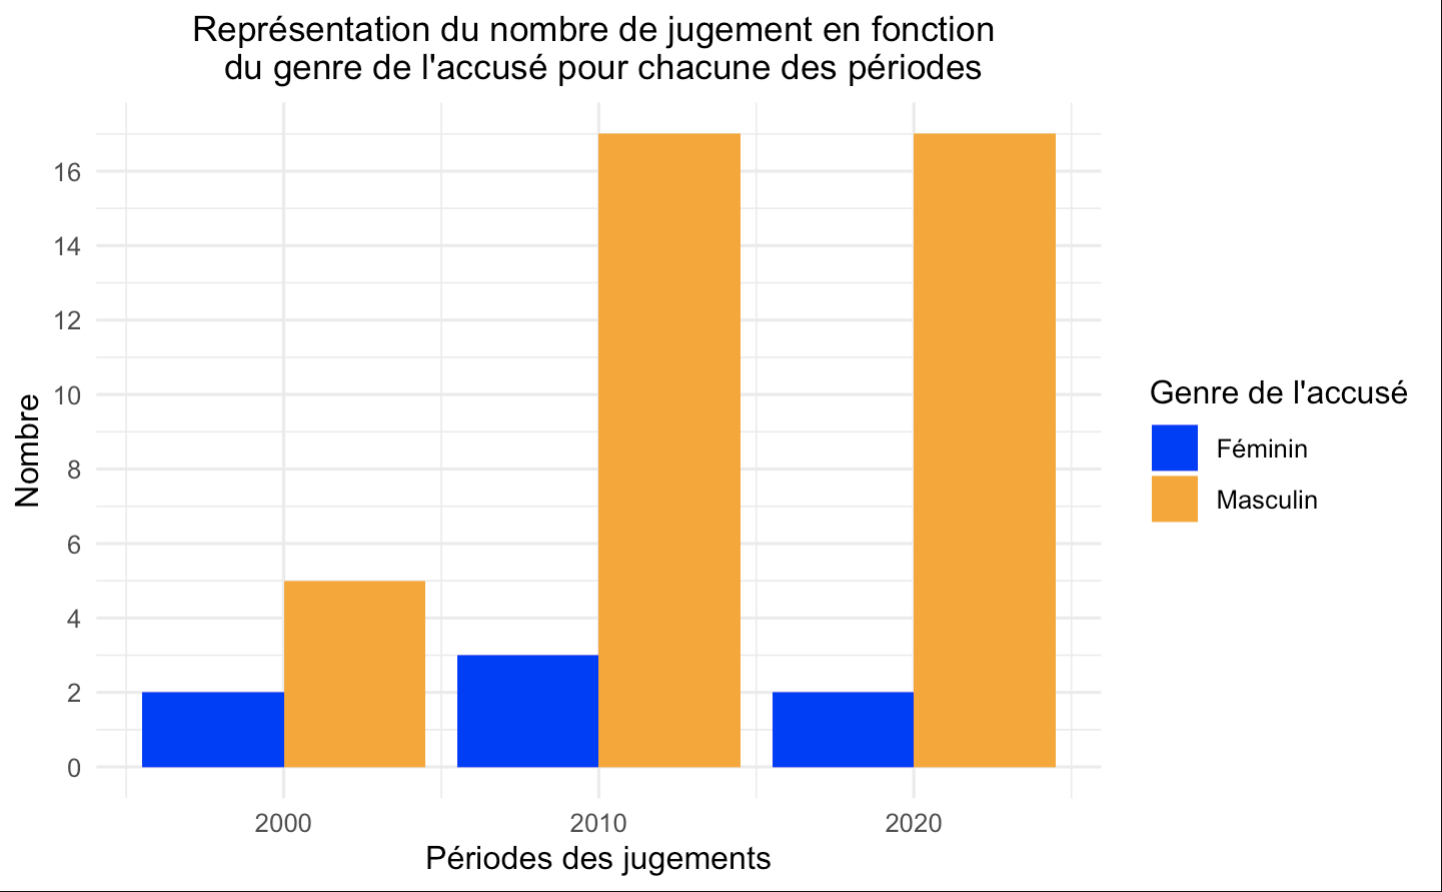 Représentation du nombre de jugement en fonction
du genre de l'accusé pour chacune des périodes
16
14
12
10
8
6
4
2
0
Nombre
2000
2010
2020
Périodes des jugements
Genre de l'accusé
Féminin
Masculin